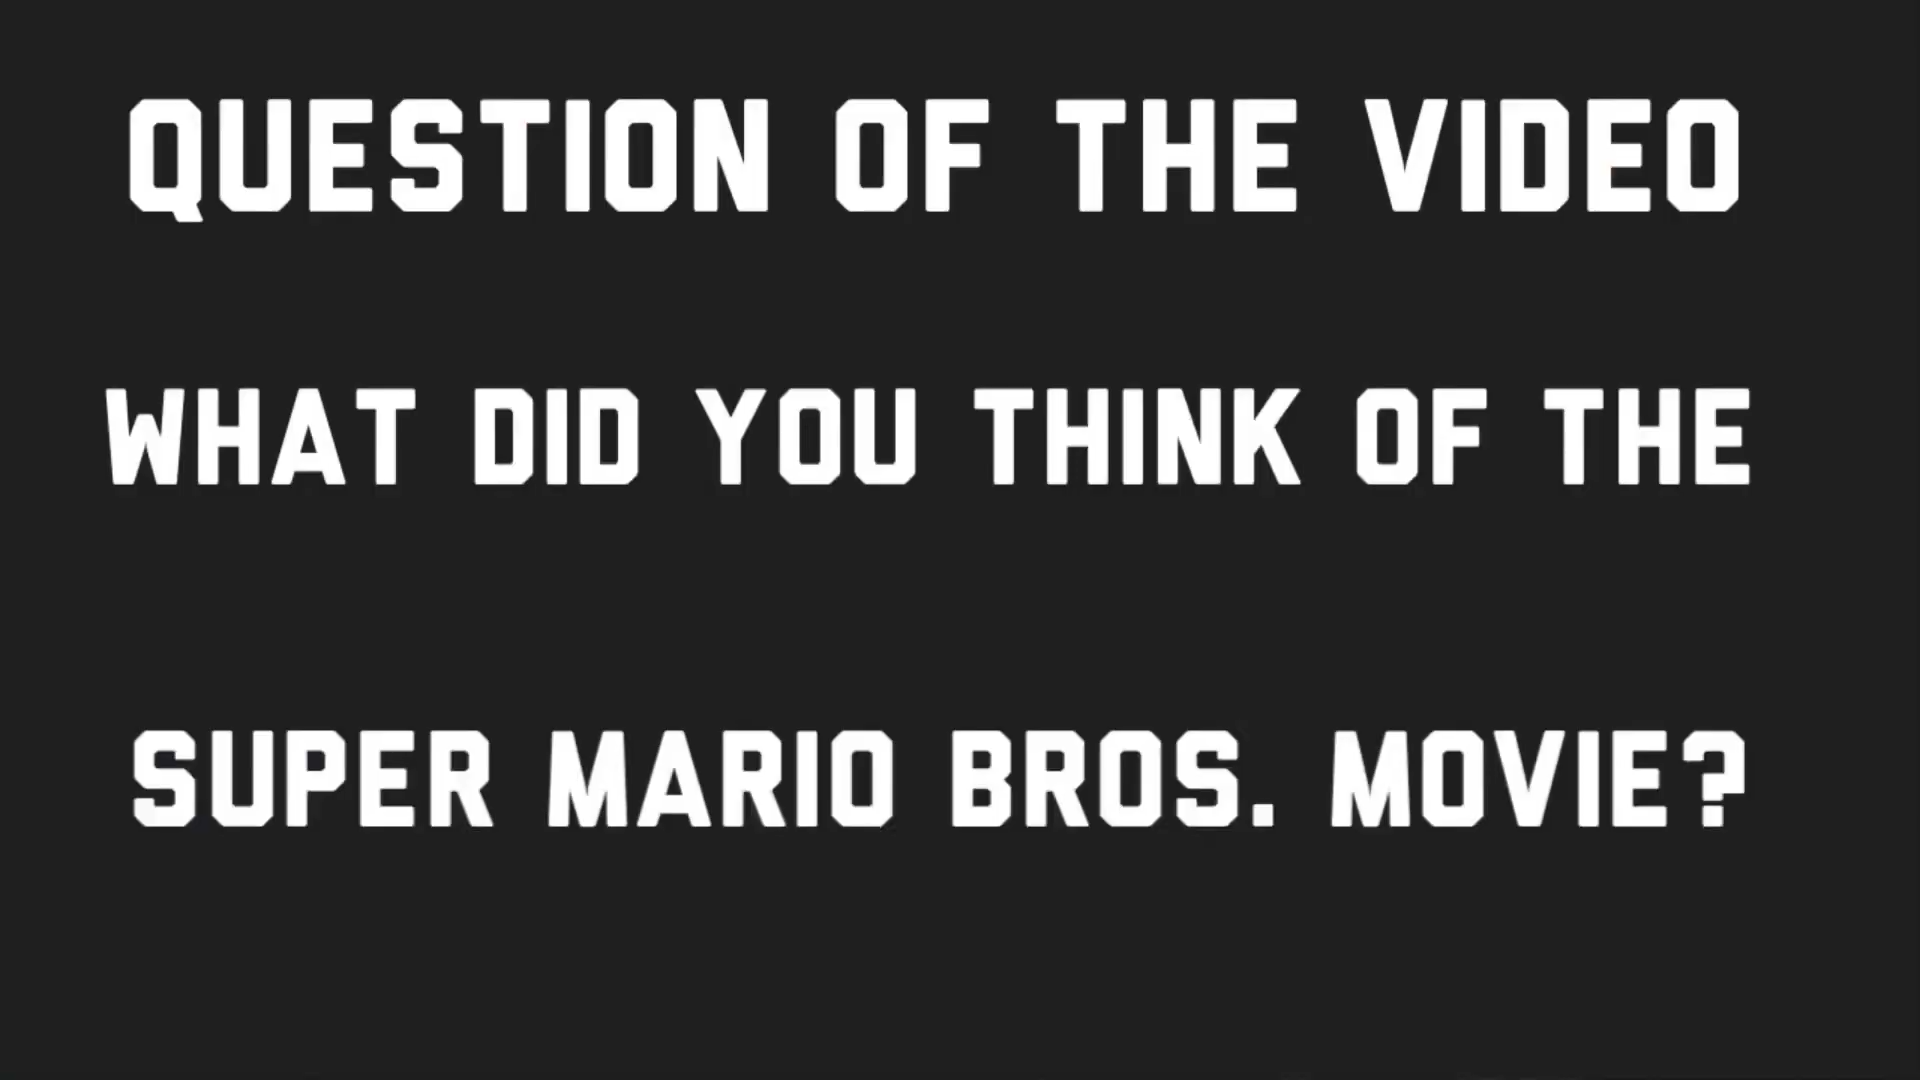 QUESTION OF THE VIDEO
WHAT DID YOU THINK OF THE
SUPER MARIO BROS. MOVIE?